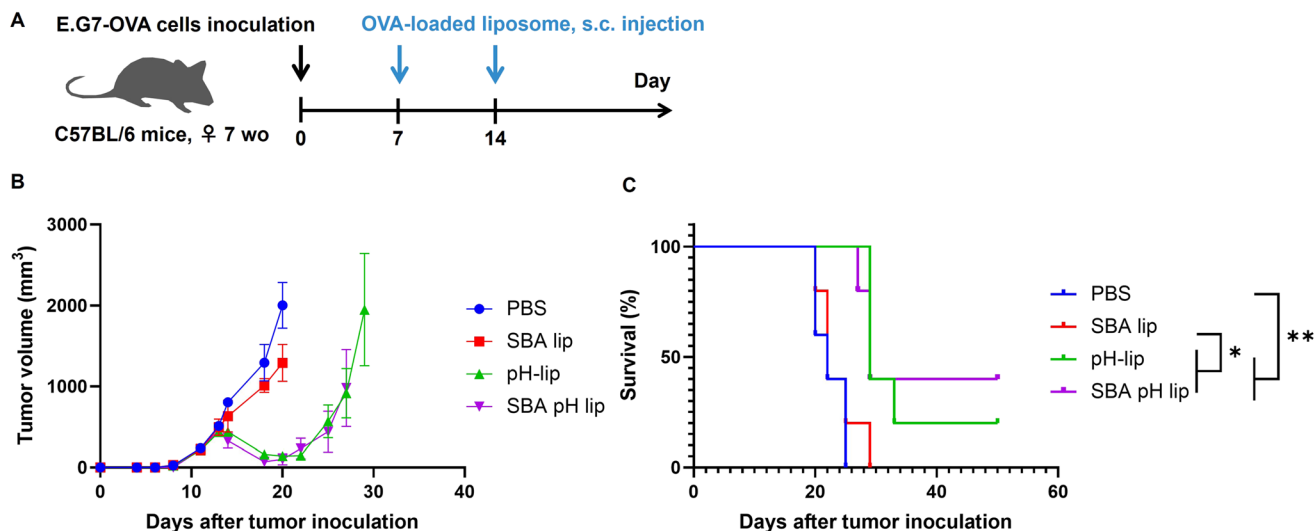 A
E.G7-OVA cells inoculation
OVA-loaded liposome, s.c. injection
Day
C57BL/6 mice, ♀ 7 wo
0
7
14
B
Tumor volume (mm³)
3000
2000
1000
0
0
10
20
30
40
Days after tumor inoculation
PBS
SBA lip
pH-lip
SBA pH lip
C
Survival (%)
100
50
0
0
20
40
60
Days after tumor inoculation
PBS
SBA lip
pH-lip
SBA pH lip
*
**